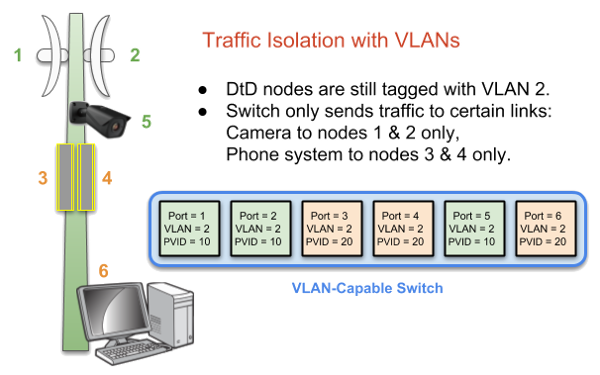 Traffic Isolation with VLANs
1
2
● DtD nodes are still tagged with VLAN 2.
● Switch only sends traffic to certain links:
Camera to nodes 1 & 2 only,
Phone system to nodes 3 & 4 only.
5
3
4
Port = 1
VLAN = 2
PVID = 10
Port = 2
VLAN = 2
PVID = 10
Port = 3
VLAN = 2
PVID = 20
Port = 4
VLAN = 2
PVID = 20
Port = 5
VLAN = 2
PVID = 10
Port = 6
VLAN = 2
PVID = 20
6
VLAN-Capable Switch